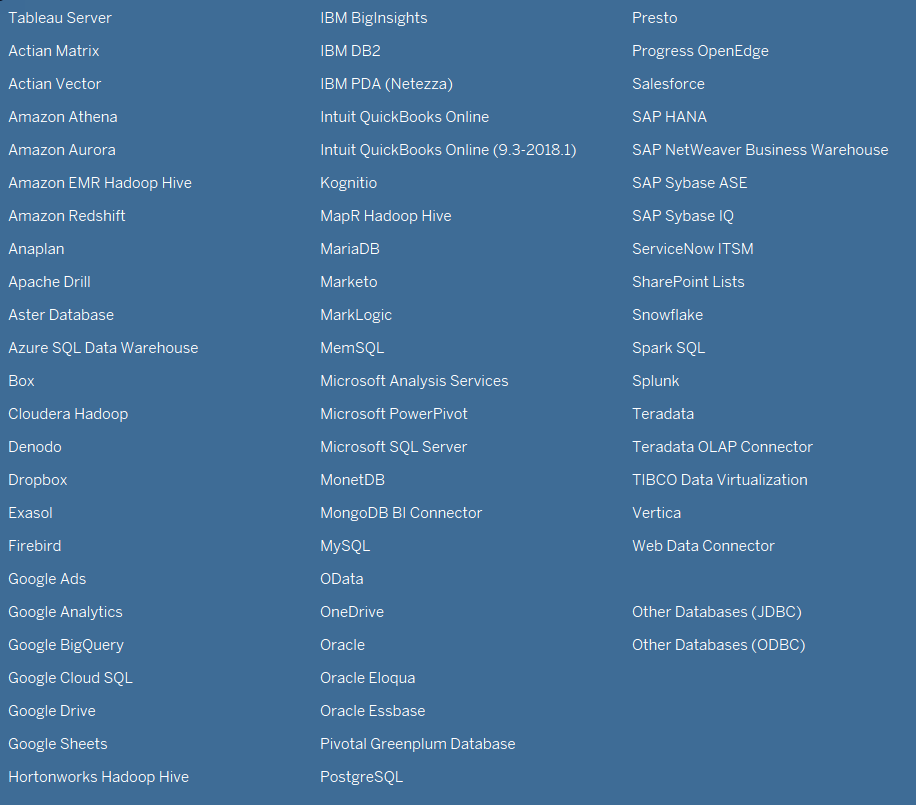 Tableau Server
Actian Matrix
Actian Vector
Amazon Athena
Amazon Aurora
Amazon EMR Hadoop Hive
Amazon Redshift
Anaplan
Apache Drill
Aster Database
Azure SQL Data Warehouse
Box
Cloudera Hadoop
Denodo
Dropbox
Exasol
Firebird
Google Ads
Google Analytics
Google BigQuery
Google Cloud SQL
Google Drive
Google Sheets
Hortonworks Hadoop Hive
IBM BigInsights
IBM DB2
IBM PDA (Netezza)
Intuit QuickBooks Online
Intuit QuickBooks Online (9.3-2018.1)
Kognitio
MapR Hadoop Hive
MariaDB
Marketo
MarkLogic
MemSQL
Microsoft Analysis Services
Microsoft PowerPivot
Microsoft SQL Server
MonetDB
MongoDB BI Connector
MySQL
OData
OneDrive
Oracle
Oracle Eloqua
Oracle Essbase
Pivotal Greenplum Database
PostgreSQL
Presto
Progress OpenEdge
Salesforce
SAP HANA
SAP NetWeaver Business Warehouse
SAP Sybase ASE
SAP Sybase IQ
ServiceNow ITSM
SharePoint Lists
Snowflake
Spark SQL
Splunk
Teradata
Teradata OLAP Connector
TIBCO Data Virtualization
Vertica
Web Data Connector
Other Databases (JDBC)
Other Databases (ODBC)